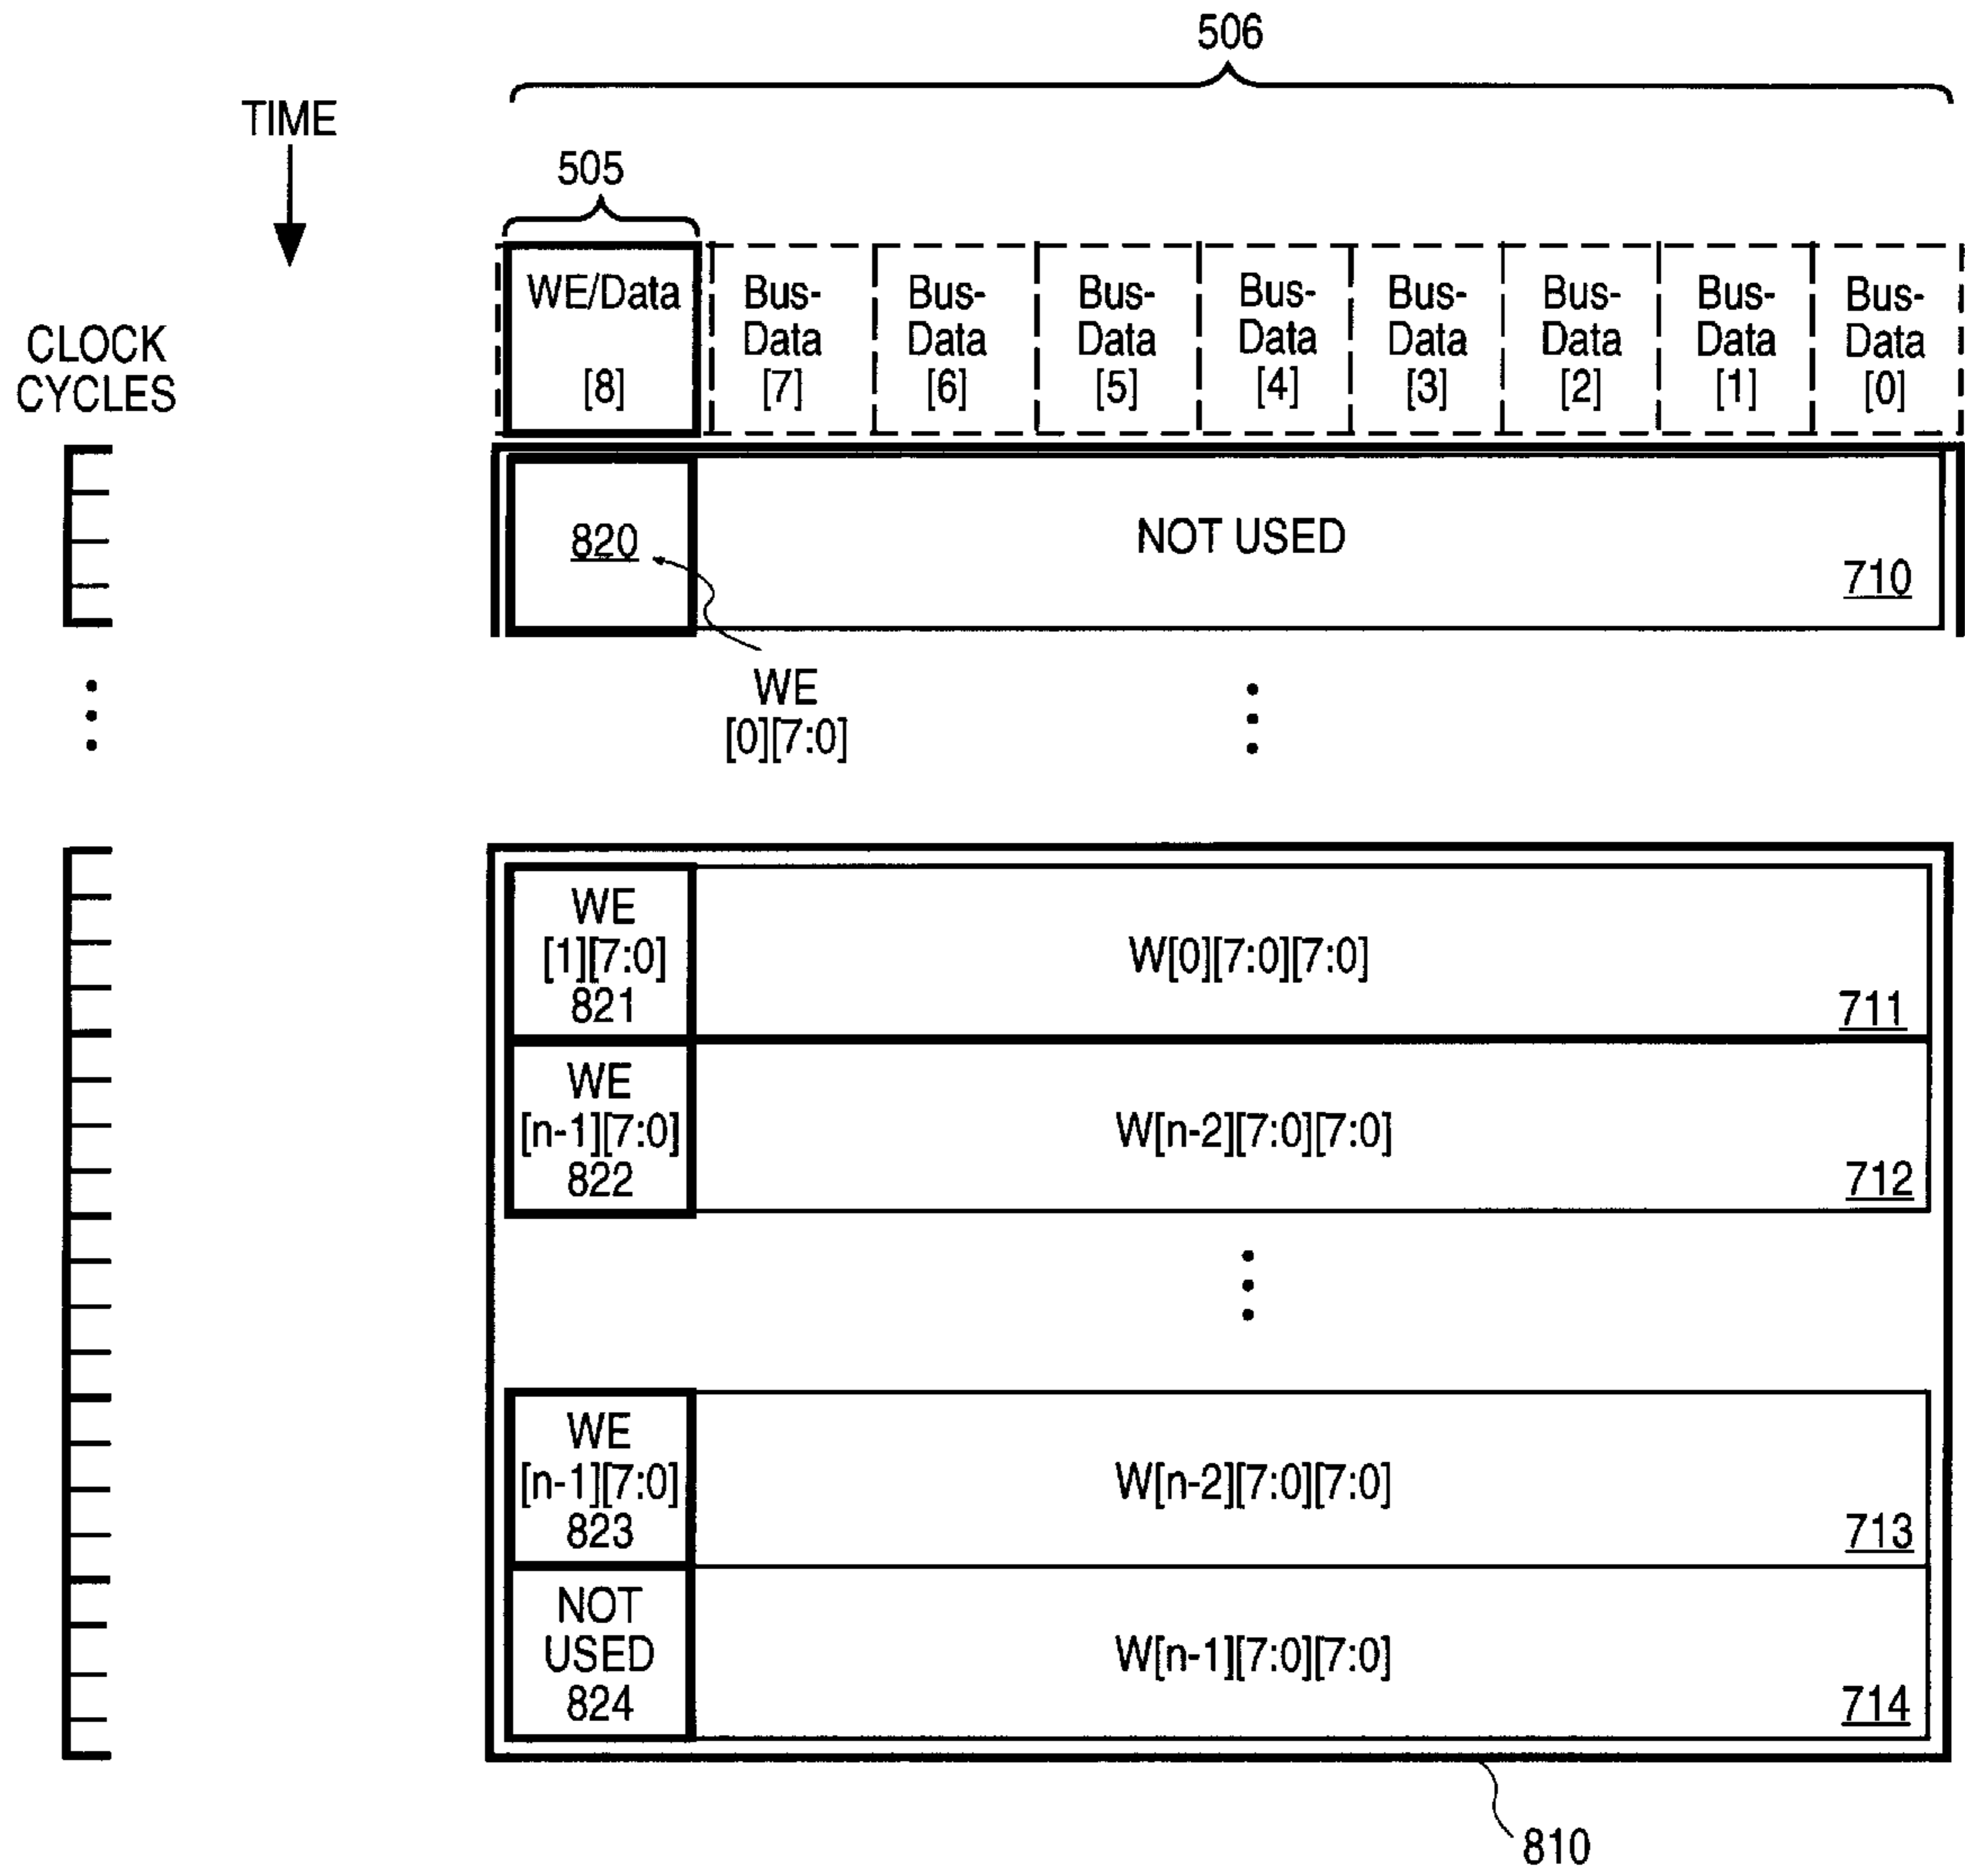 506
TIME
505
CLOCK
CYCLES
WE/Data
[8]
Bus-
Data
[7]
Bus-
Data
[6]
Bus-
Data
[5]
Bus-
Data
[4]
Bus-
Data
[3]
Bus-
Data
[2]
Bus-
Data
[1]
Bus-
Data
[0]
820
NOT USED
710
WE
[0][7:0]
WE
[1][7:0]
821
W[0][7:0][7:0]
711
WE
[n-1][7:0]
822
W[n-2][7:0][7:0]
712
WE
[n-1][7:0]
823
W[n-2][7:0][7:0]
713
NOT
USED
824
W[n-1][7:0][7:0]
714
810